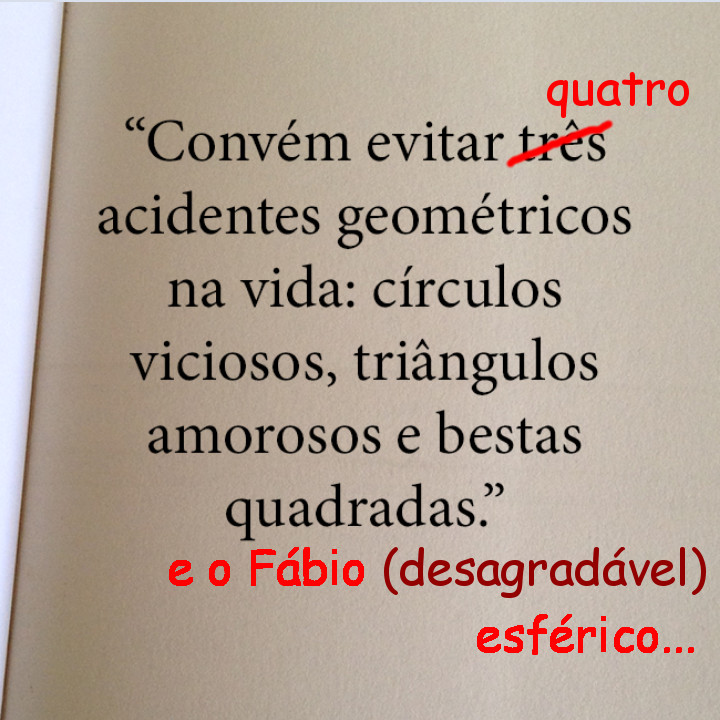 quatro
“Convém evitar três
acidentes geométricos
na vida: círculos
viciosos, triângulos
amorosos e bestas
quadradas.”
e o Fábio (desagradável)
esférico...